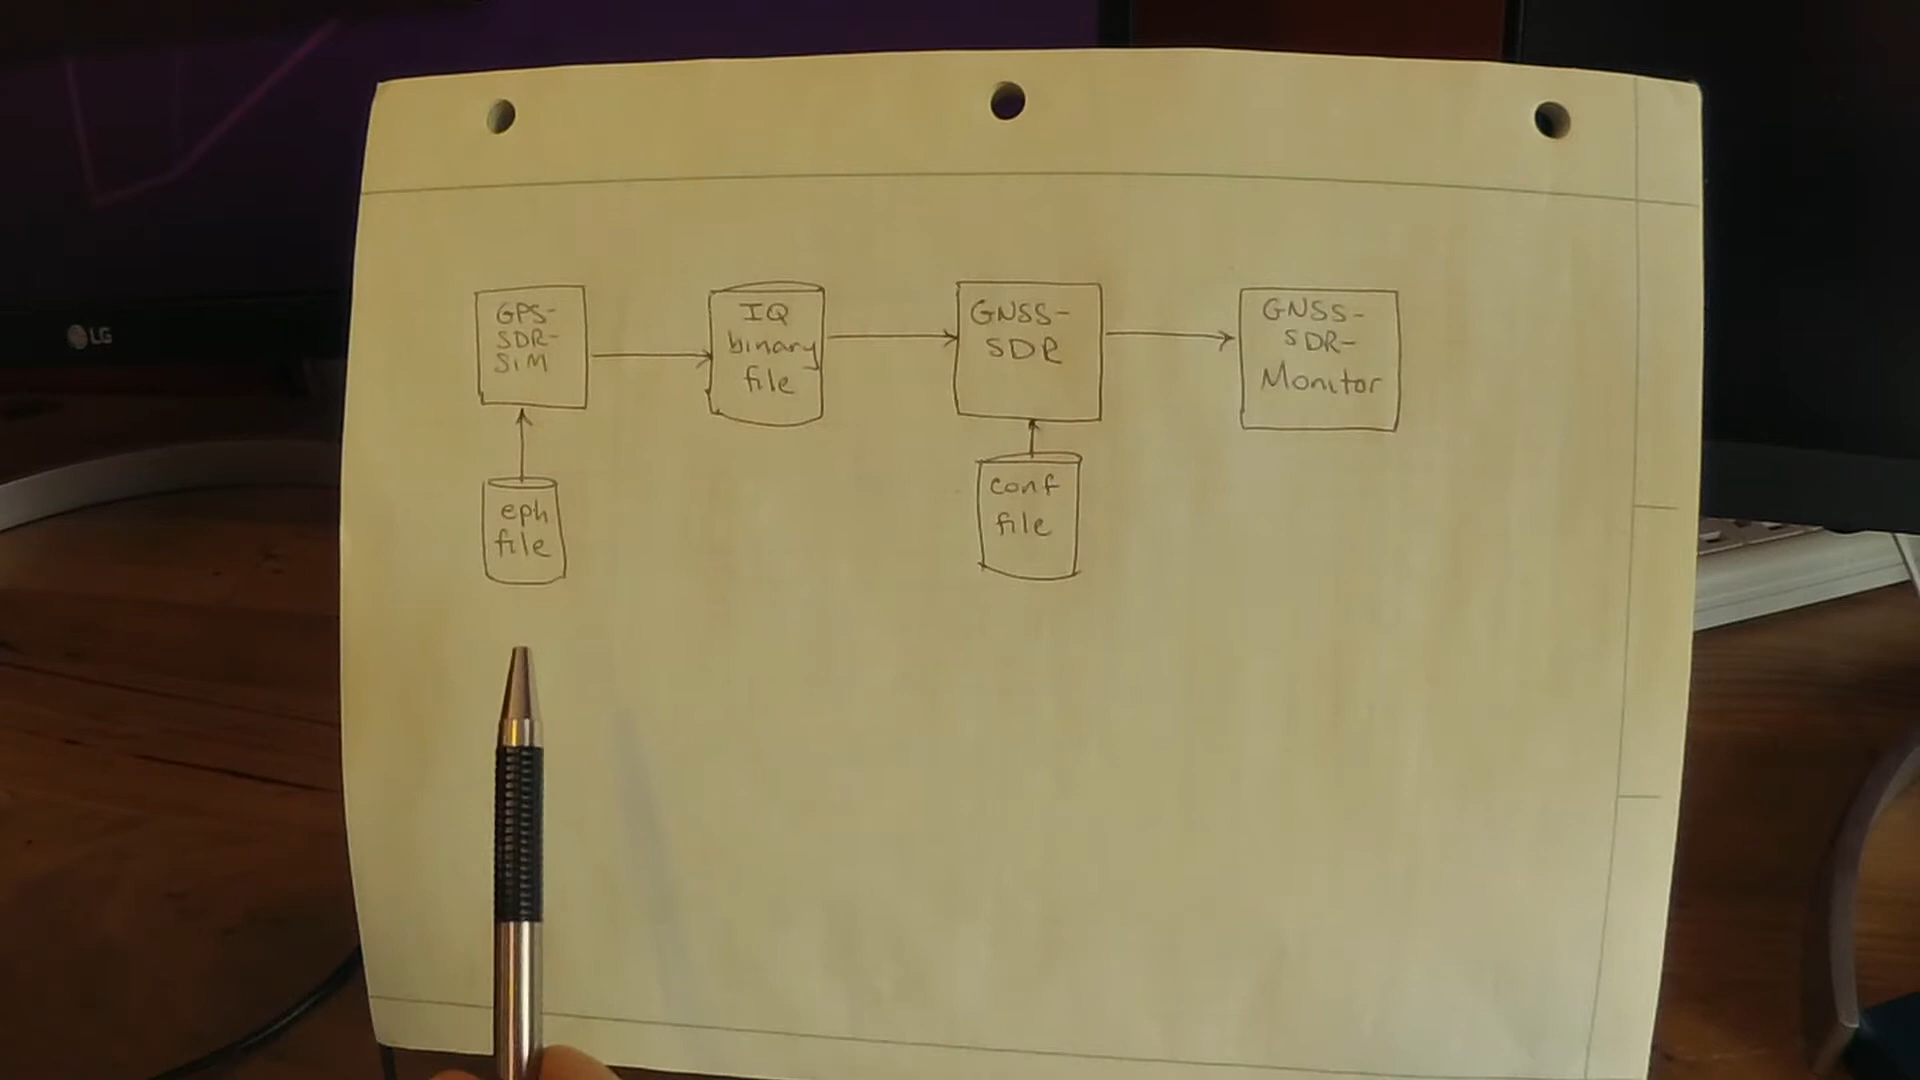 LG
GPS-
SDR-
SIM
IQ
binary
file
GNSS-
SDR
GNSS-
SDR-
Monitor
eph
file
conf
file